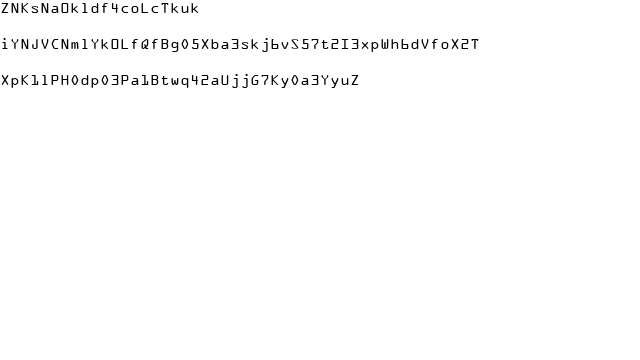 ZNKsNaOkldf4coLcTkuk
iYNJVCNmlYkOLfQfBg05Xba3skj6vS57t2I3xpWh6dVfoX2T
XpK1lPH0dp03Pa1Btwq42aUjjG7Ky0a3YyuZ